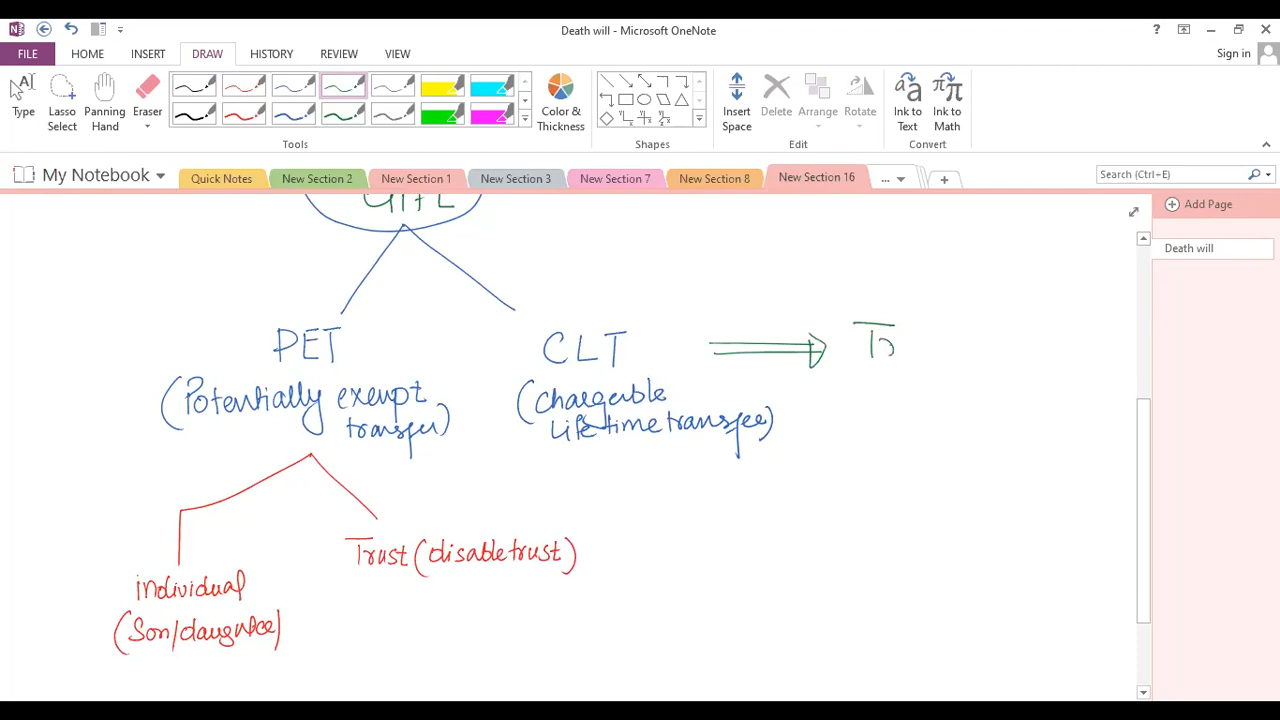 Death will - Microsoft OneNote
Sign in
FILE HOME INSERT DRAW HISTORY REVIEW VIEW
Type
Lasso Select
Panning Hand
Eraser
Color & Thickness
Insert Space
Delete
Arrange
Rotate
Ink to Text
Ink to Math
Tools Shapes Edit Convert
My Notebook Quick Notes New Section 2 New Section 1 New Section 3 New Section 7 New Section 8 New Section 16 ... Search (Ctrl+E)
Add Page
Death will
PET CLT
(Potentially exempt transfer)
(Chargeable Lifetime transfer)
Trust (disable trust)
individual
(Son/daughter)